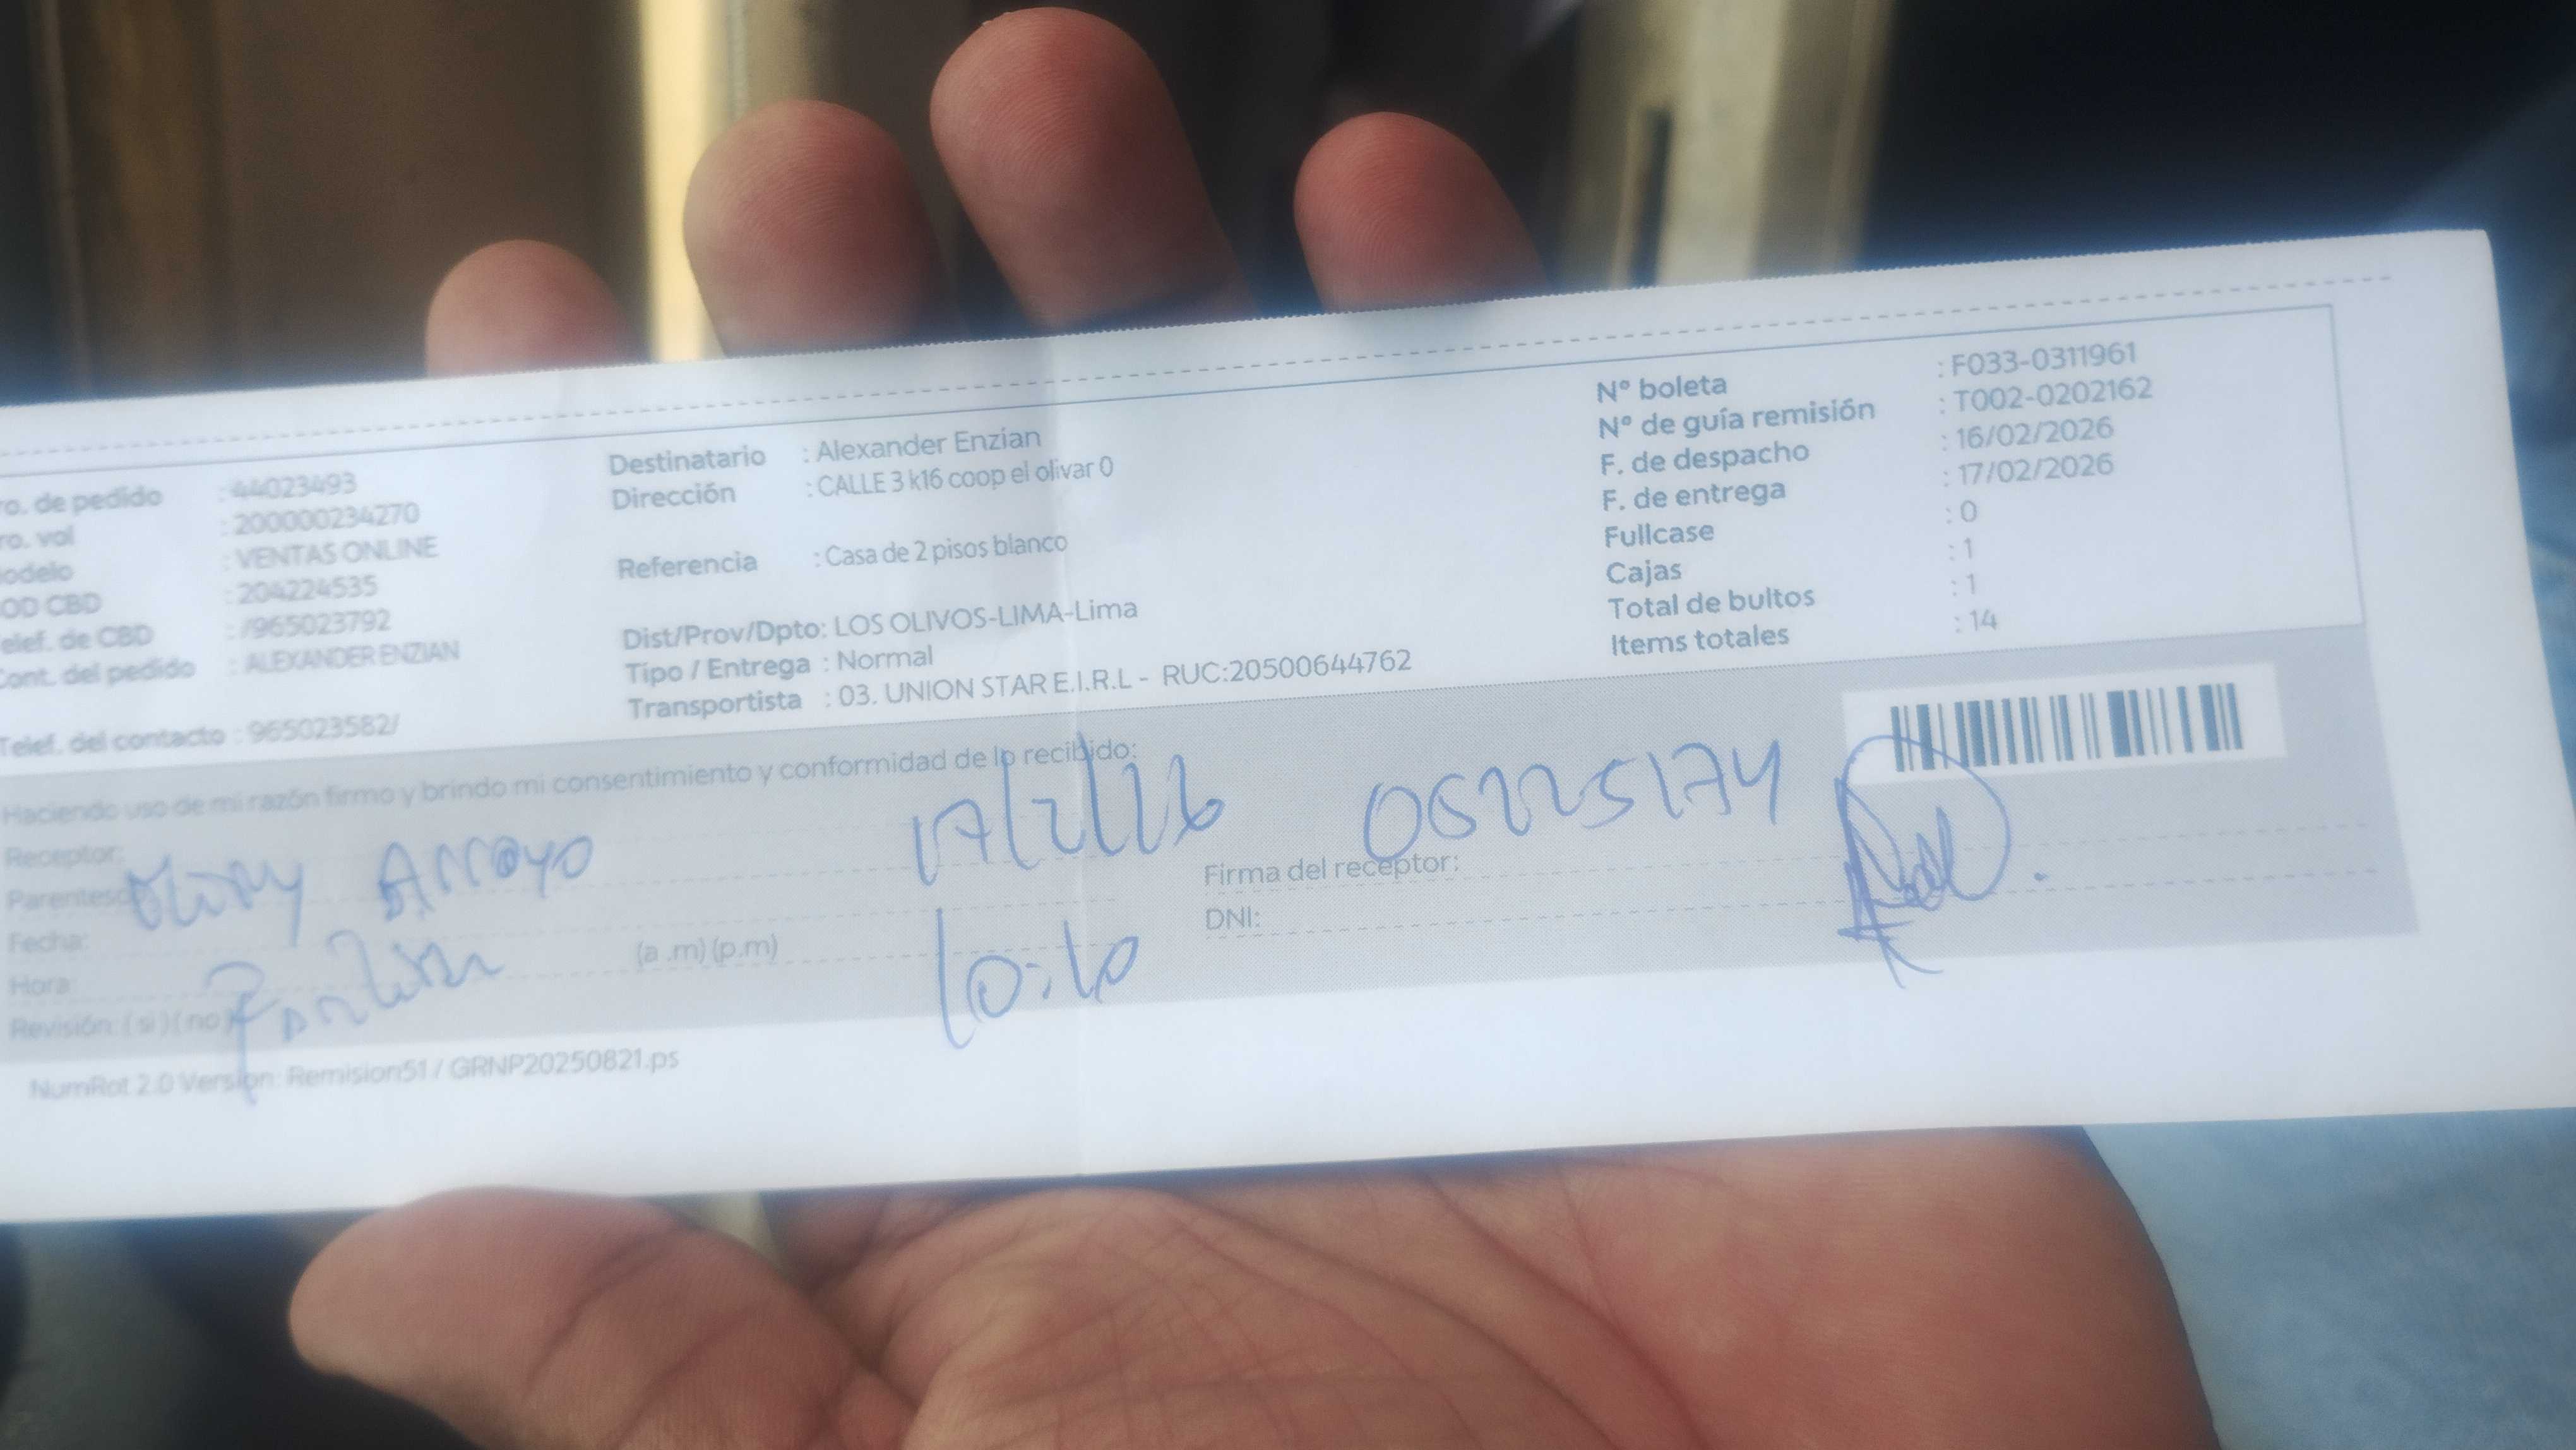 ro. de pedido : 44023493
ro. vol : 200000234270
odelo : VENTAS ONLINE
OD CBD : 204224535
elef. de CBD : /965023792
Cont. del pedido : ALEXANDER ENZIAN
Telef. del contacto : 965023582/
Destinatario : Alexander Enzian
Dirección : CALLE 3 k16 coop el olivar 0
Referencia : Casa de 2 pisos blanco
Dist/Prov/Dpto: LOS OLIVOS-LIMA-Lima
Tipo / Entrega : Normal
Transportista : 03. UNION STAR E.I.R.L - RUC:20500644762
Nº boleta : F033-0311961
Nº de guía remisión : T002-0202162
F. de despacho : 16/02/2026
F. de entrega : 17/02/2026
Fullcase : 0
Cajas : 1
Total de bultos : 1
Items totales : 14
Haciendo uso de mi razón firmo y brindo mi consentimiento y conformidad de lo recibido:
Receptor:
Arroyo
17/2/26
06225174
Parentesco
Firma del receptor:
Fecha:
DNI:
Hora: (a .m) (p.m)
10:10
Revisión: ( si ) ( no )
NumRot 2.0 Version: Remision51 / GRNP20250821.ps